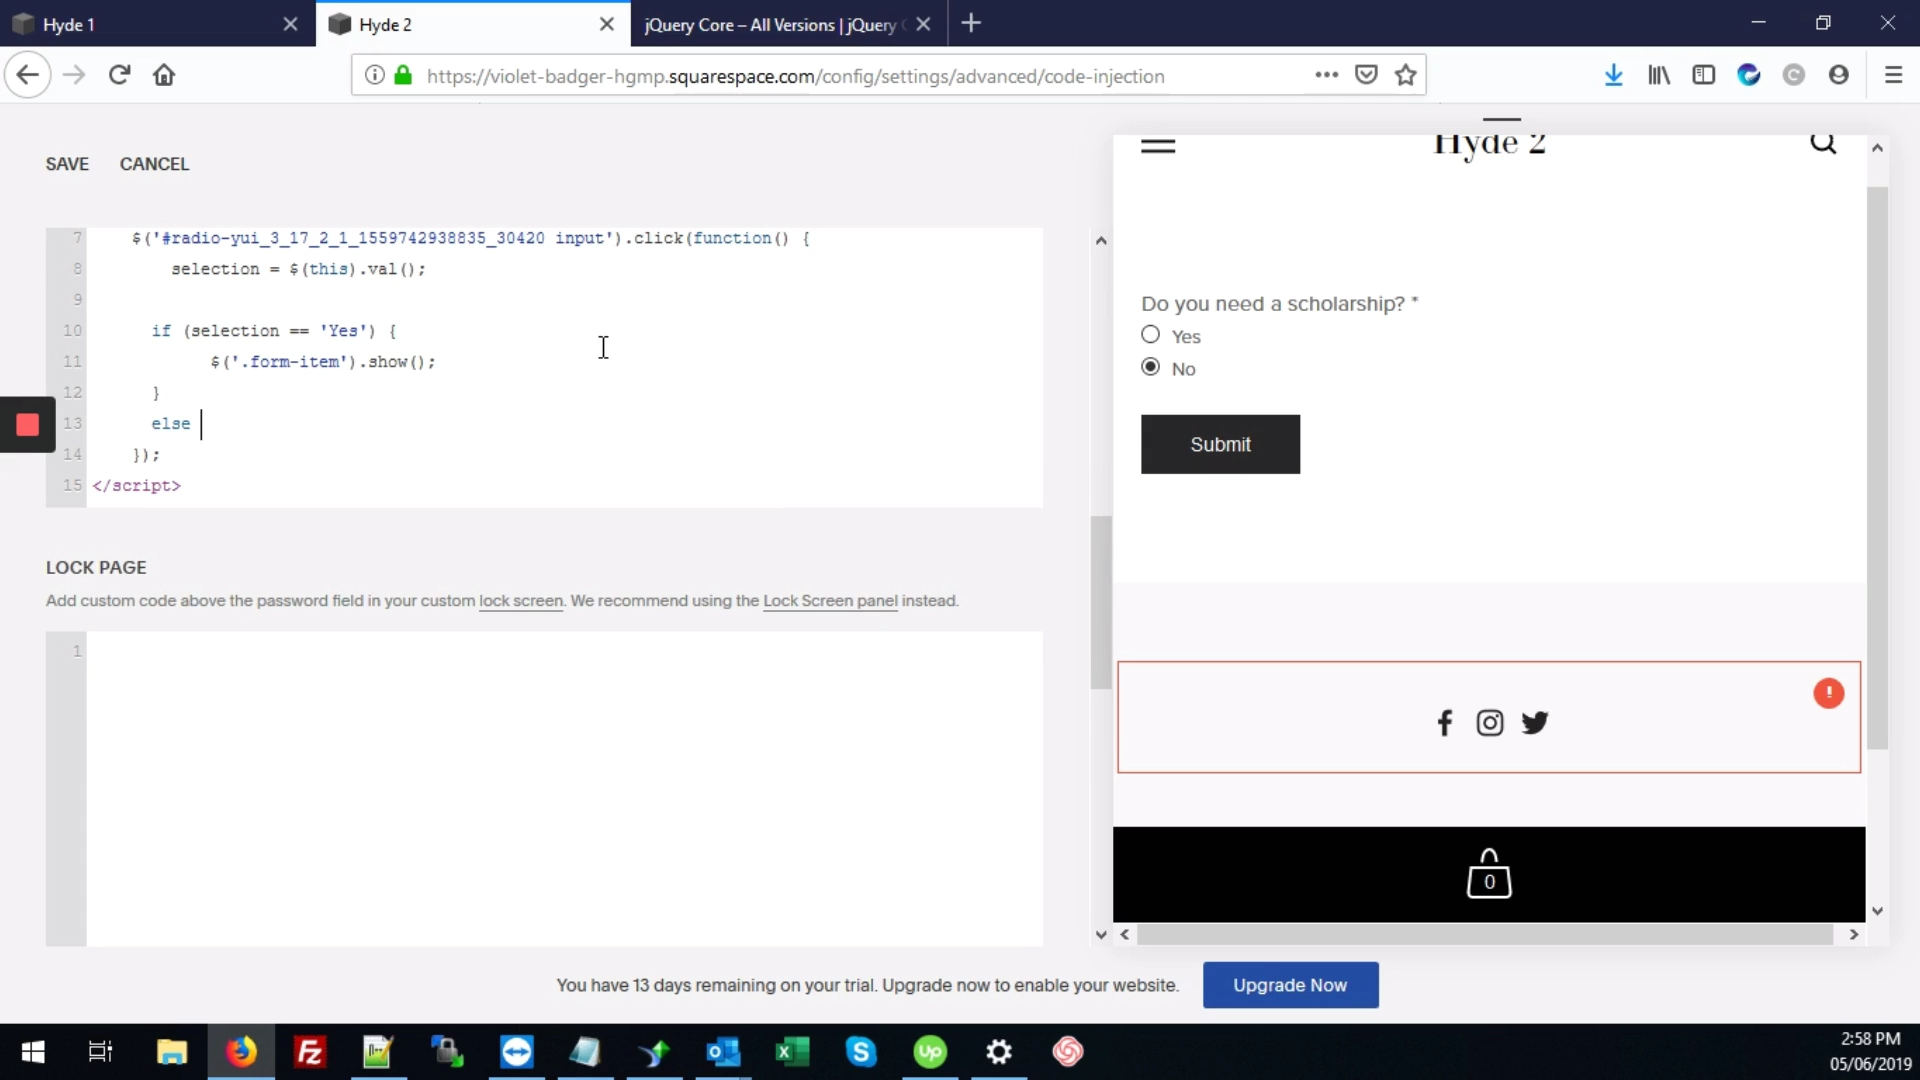 Hyde 1
Hyde 2
jQuery Core – All Versions | jQuery
https://violet-badger-hgmp.squarespace.com/config/settings/advanced/code-injection
SAVE CANCEL
7 $('#radio-yui_3_17_2_1_1559742938835_30420 input').click(function() {
8 selection = $(this).val();
9
10 if (selection == 'Yes') {
11 $('.form-item').show();
12 }
13 else
14 });
15 </script>
LOCK PAGE
Add custom code above the password field in your custom lock screen. We recommend using the Lock Screen panel instead.
1
Hyde 2
Do you need a scholarship? *
Yes
No
Submit
!
0
You have 13 days remaining on your trial. Upgrade now to enable your website.
Upgrade Now
2:58 PM
05/06/2019